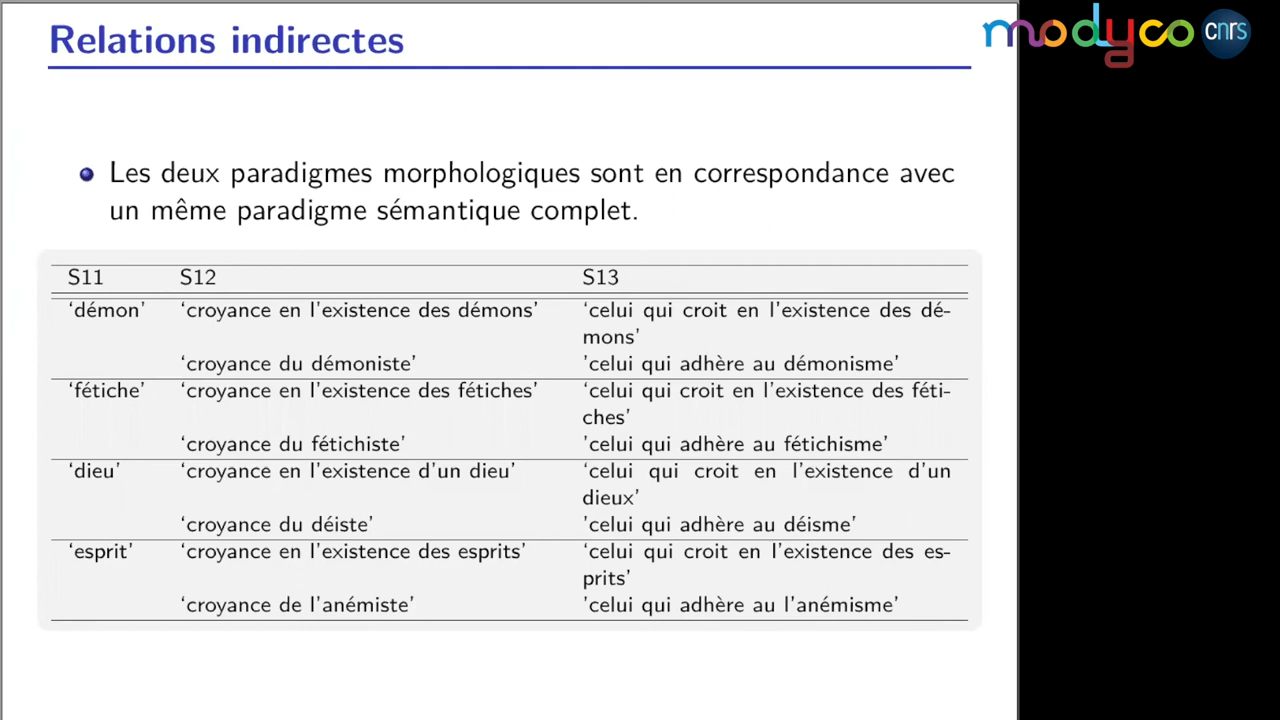 Relations indirectes
modyco cnrs
Les deux paradigmes morphologiques sont en correspondance avec
un même paradigme sémantique complet.
S11 S12 S13
‘démon’ ‘croyance en l’existence des démons’ ‘celui qui croit en l’existence des dé-
mons’
‘croyance du démoniste’ ’celui qui adhère au démonisme’
‘fétiche’ ‘croyance en l’existence des fétiches’ ‘celui qui croit en l’existence des féti-
ches’
‘croyance du fétichiste’ ’celui qui adhère au fétichisme’
‘dieu’ ‘croyance en l’existence d’un dieu’ ‘celui qui croit en l’existence d’un
dieux’
‘croyance du déiste’ ’celui qui adhère au déisme’
‘esprit’ ‘croyance en l’existence des esprits’ ‘celui qui croit en l’existence des es-
prits’
‘croyance de l’anémiste’ ’celui qui adhère au l’anémisme’